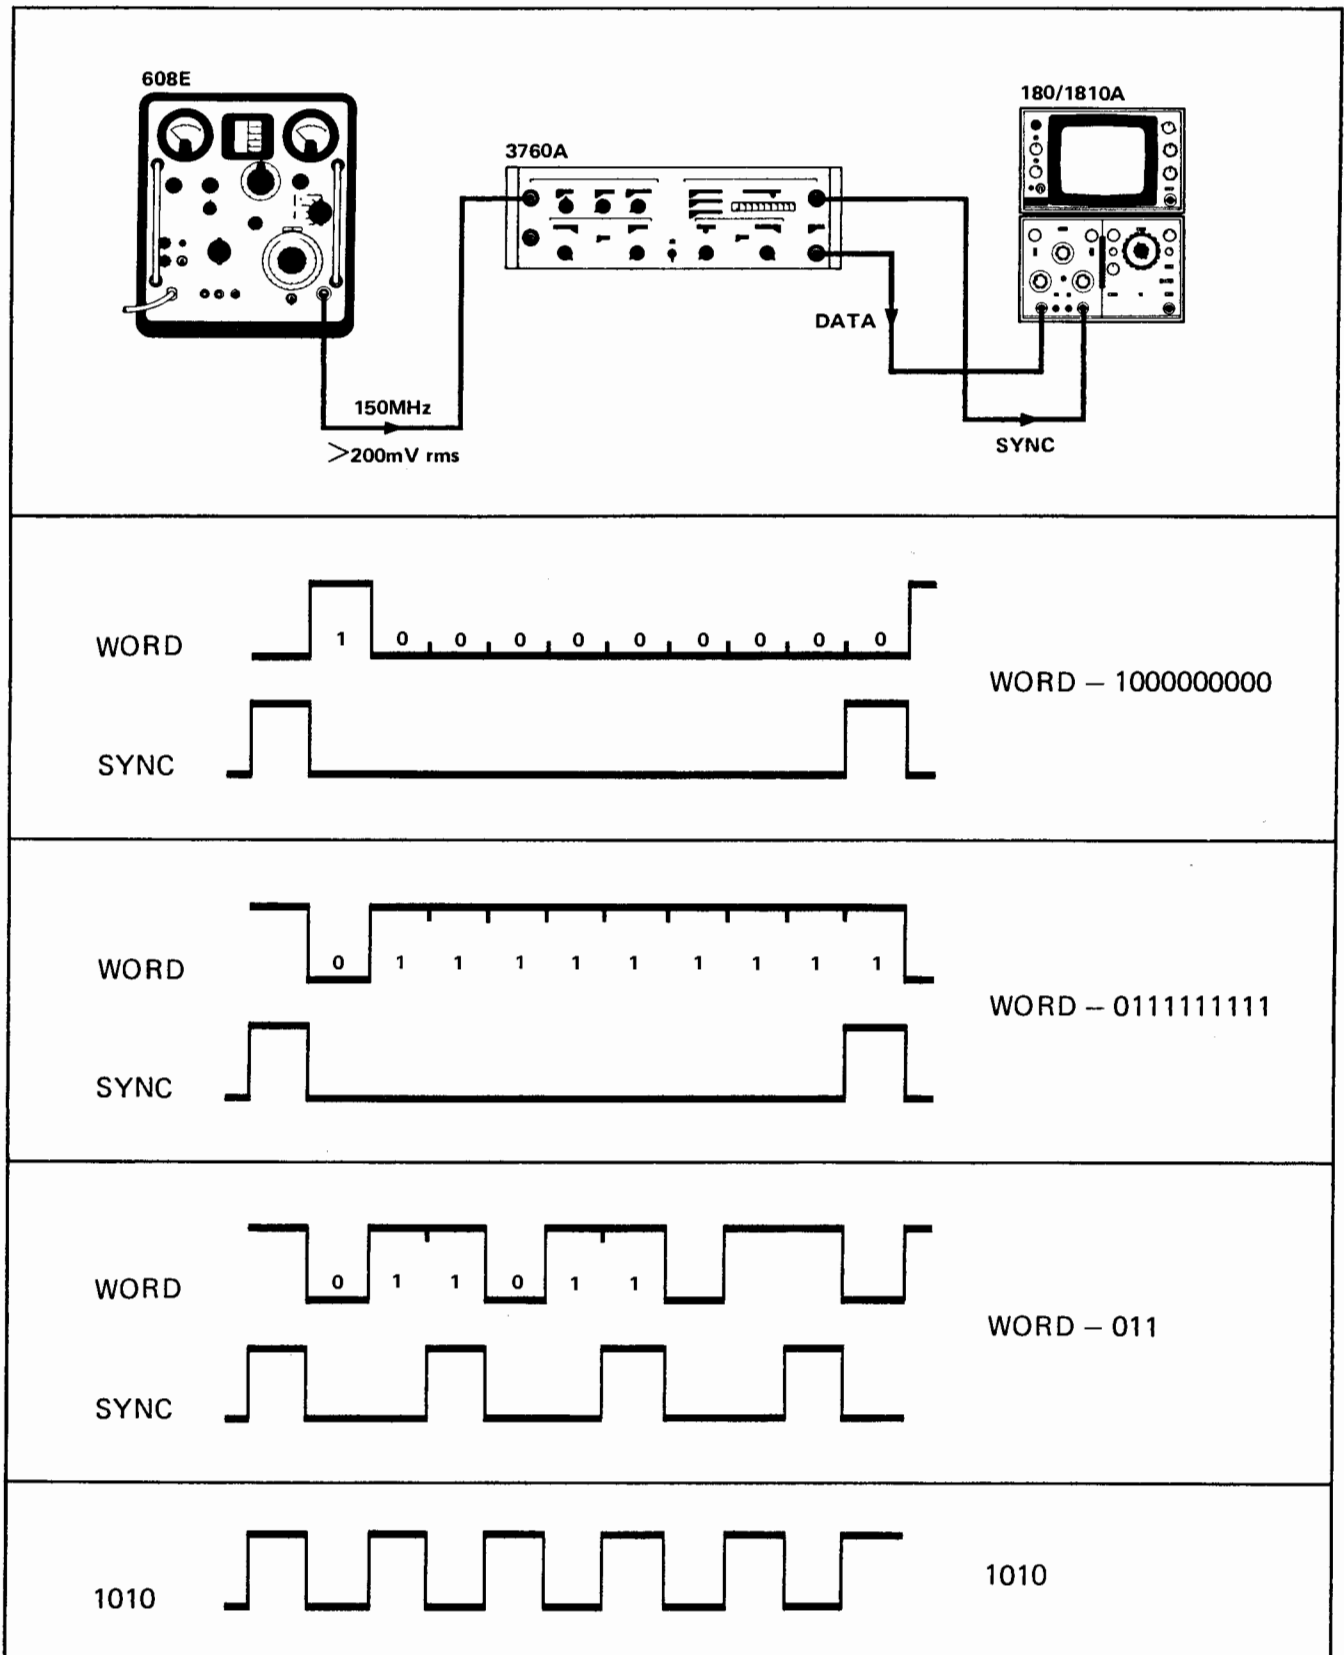 608E
180/1810A
3760A
DATA
150MHz
>200mV rms
SYNC
WORD
1 0 0 0 0 0 0 0 0 0
WORD – 1000000000
SYNC
WORD
0 1 1 1 1 1 1 1 1 1
WORD – 0111111111
SYNC
WORD
0 1 1 0 1 1
WORD – 011
SYNC
1010
1010